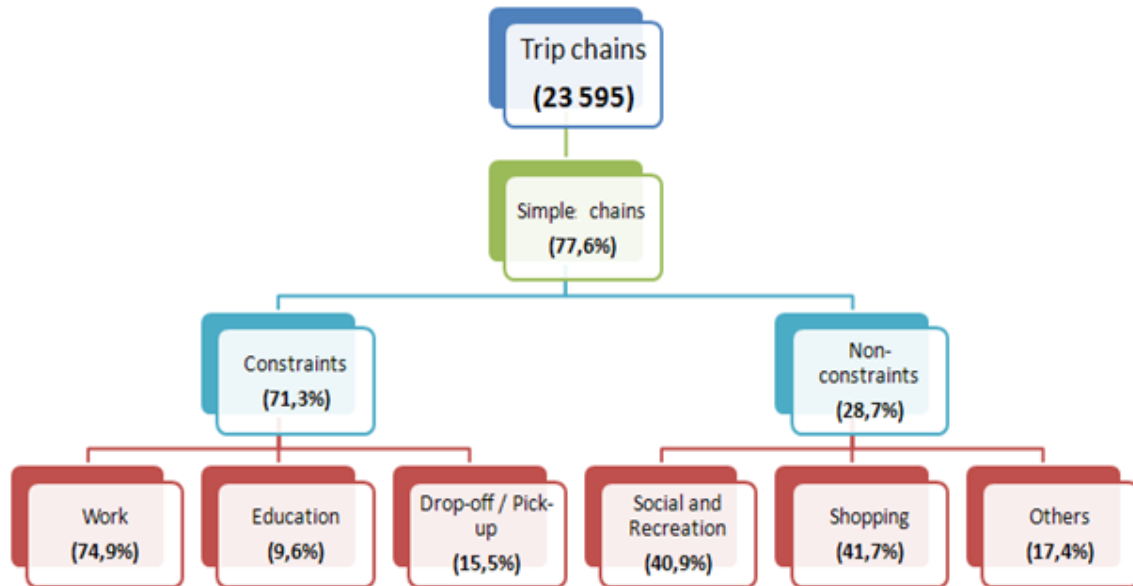 Trip chains
(23 595)
Simple chains
(77,6%)
Constraints
(71,3%)
Non-
constraints
(28,7%)
Work
(74,9%)
Education
(9,6%)
Drop-off / Pick-
up
(15,5%)
Social and
Recreation
(40,9%)
Shopping
(41,7%)
Others
(17,4%)